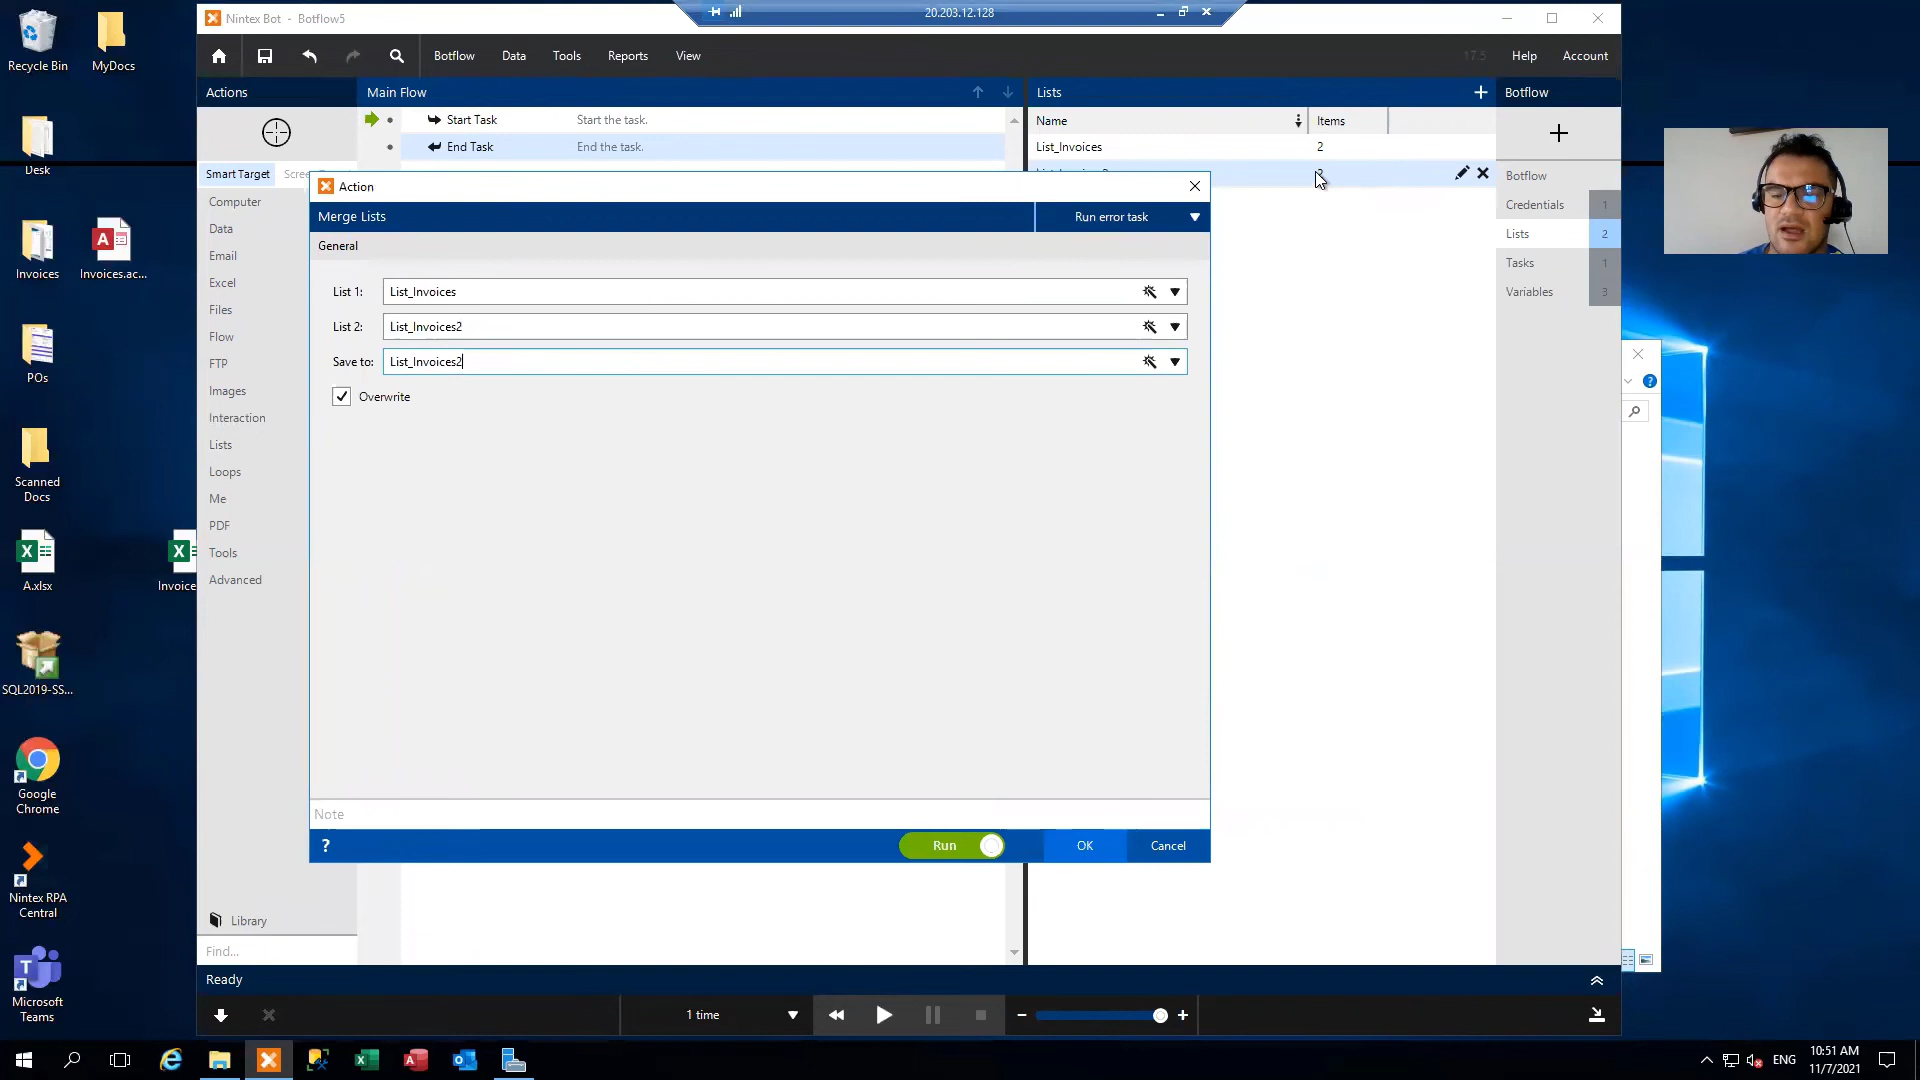 20.203.12.128
Recycle Bin
MyDocs
Desk
Invoices
Invoices.ac...
POs
Scanned
Docs
A.xlsx
Invoice
SQL2019-SS...
Google
Chrome
Nintex RPA
Central
Microsoft
Teams
Nintex Bot - Botflow5
Botflow
Data
Tools
Reports
View
17.5
Help
Account
Actions
Main Flow
Lists
Botflow
Start Task
Start the task.
End Task
End the task.
Name
Items
List_Invoices
2
Smart Target
Computer
Data
Email
Excel
Files
Flow
FTP
Images
Interaction
Lists
Loops
Me
PDF
Tools
Advanced
Library
Find...
Botflow
Credentials 1
Lists 2
Tasks 1
Variables 3
Action
Merge Lists
Run error task
General
List 1: List_Invoices
List 2: List_Invoices2
Save to: List_Invoices2
Overwrite
Note
?
Run
OK
Cancel
Ready
1 time
ENG
10:51 AM
11/7/2021